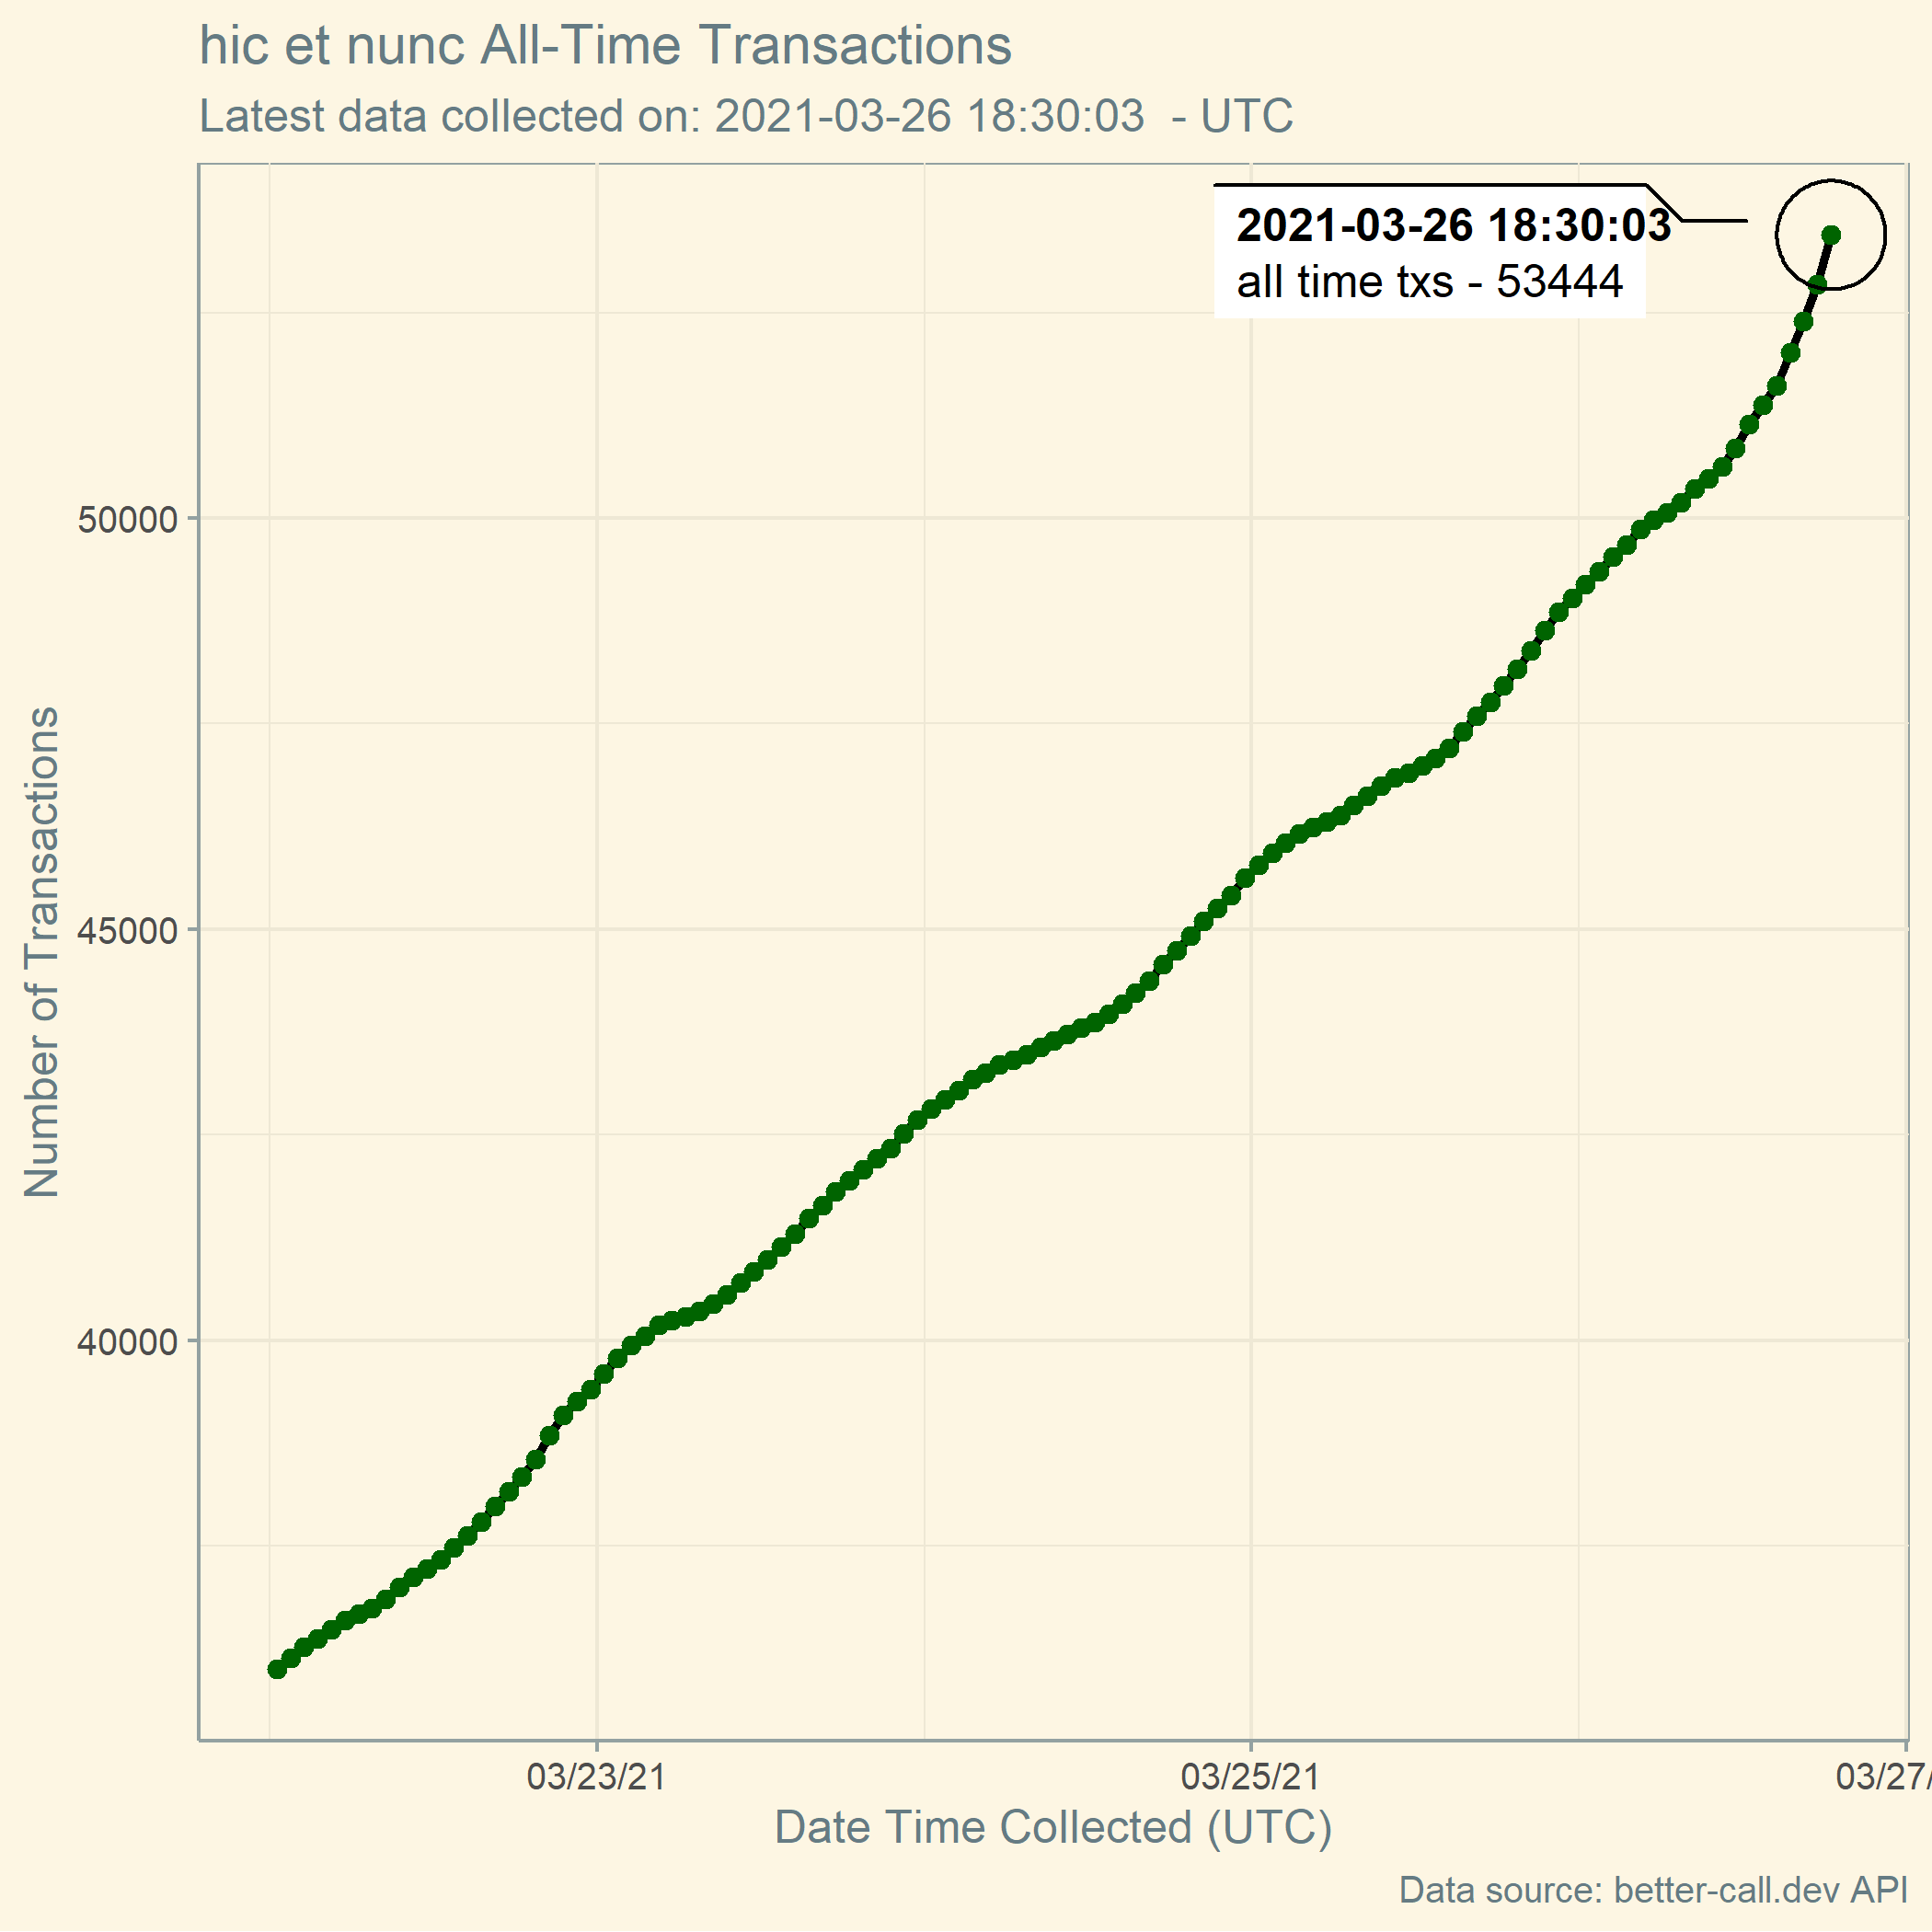 hic et nunc All-Time Transactions
Latest data collected on: 2021-03-26 18:30:03  - UTC
2021-03-26 18:30:03
all time txs - 53444
50000
45000
40000
Number of Transactions
03/23/21
03/25/21
03/27/
Date Time Collected (UTC)
Data source: better-call.dev API